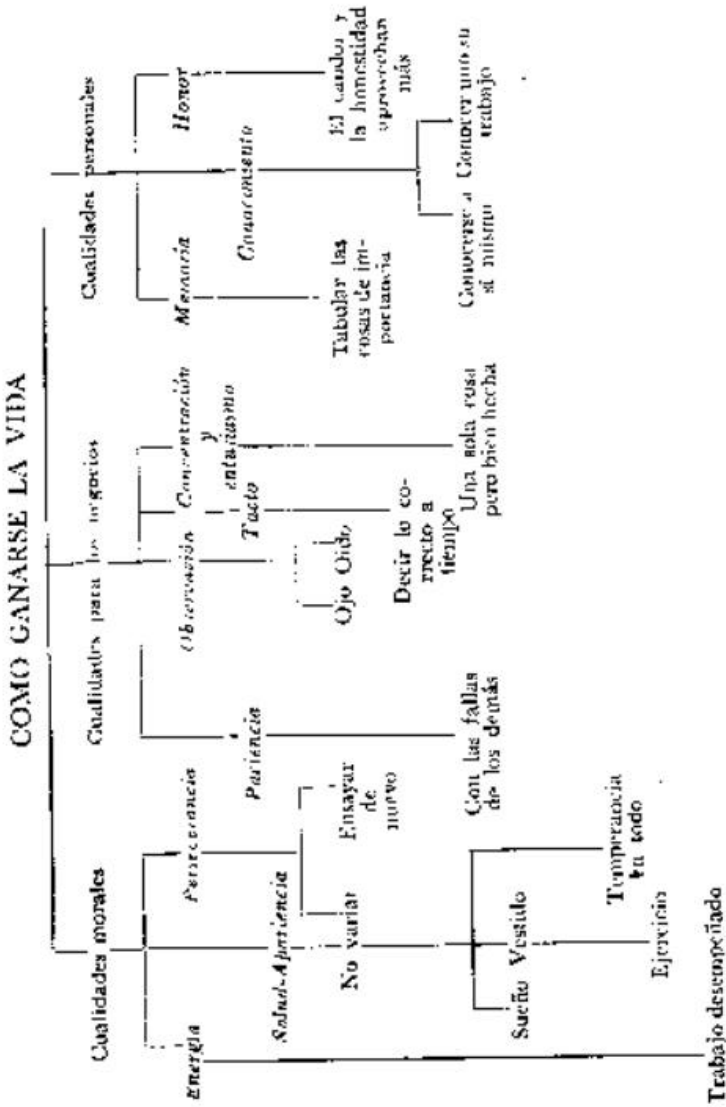 COMO GANARSE LA VIDA
Cualidades morales
Cualidades para los negocios
Cualidades personales
Energía
Salud-Apariencia
Perseverancia
Paciencia
Observación
Tacto
Concentración
y
entusiasmo
Memoria
Conocimiento
Honor
No variar
Ensayar
de
nuevo
Ojo Oído
Tabular las
cosas de im-
portancia
El candor y
la honestidad
aprovechan
más
Decir lo co-
rrecto a
tiempo
Sueño Vestido
Con las fallas
de los demás
Una sola cosa
pero bien hecha
Conocerse a
sí mismo
Conocer uno su
trabajo
Temperancia
en todo
Ejercicio
Trabajo desempeñado